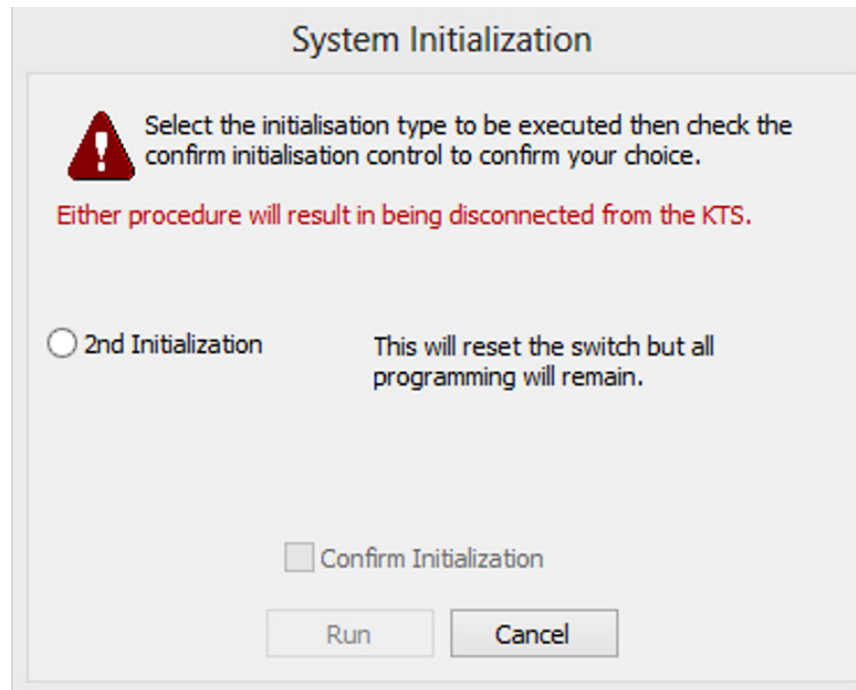 System Initialization
Select the initialisation type to be executed then check the
confirm initialisation control to confirm your choice.
Either procedure will result in being disconnected from the KTS.
2nd Initialization
This will reset the switch but all
programming will remain.
Confirm Initialization
Run
Cancel